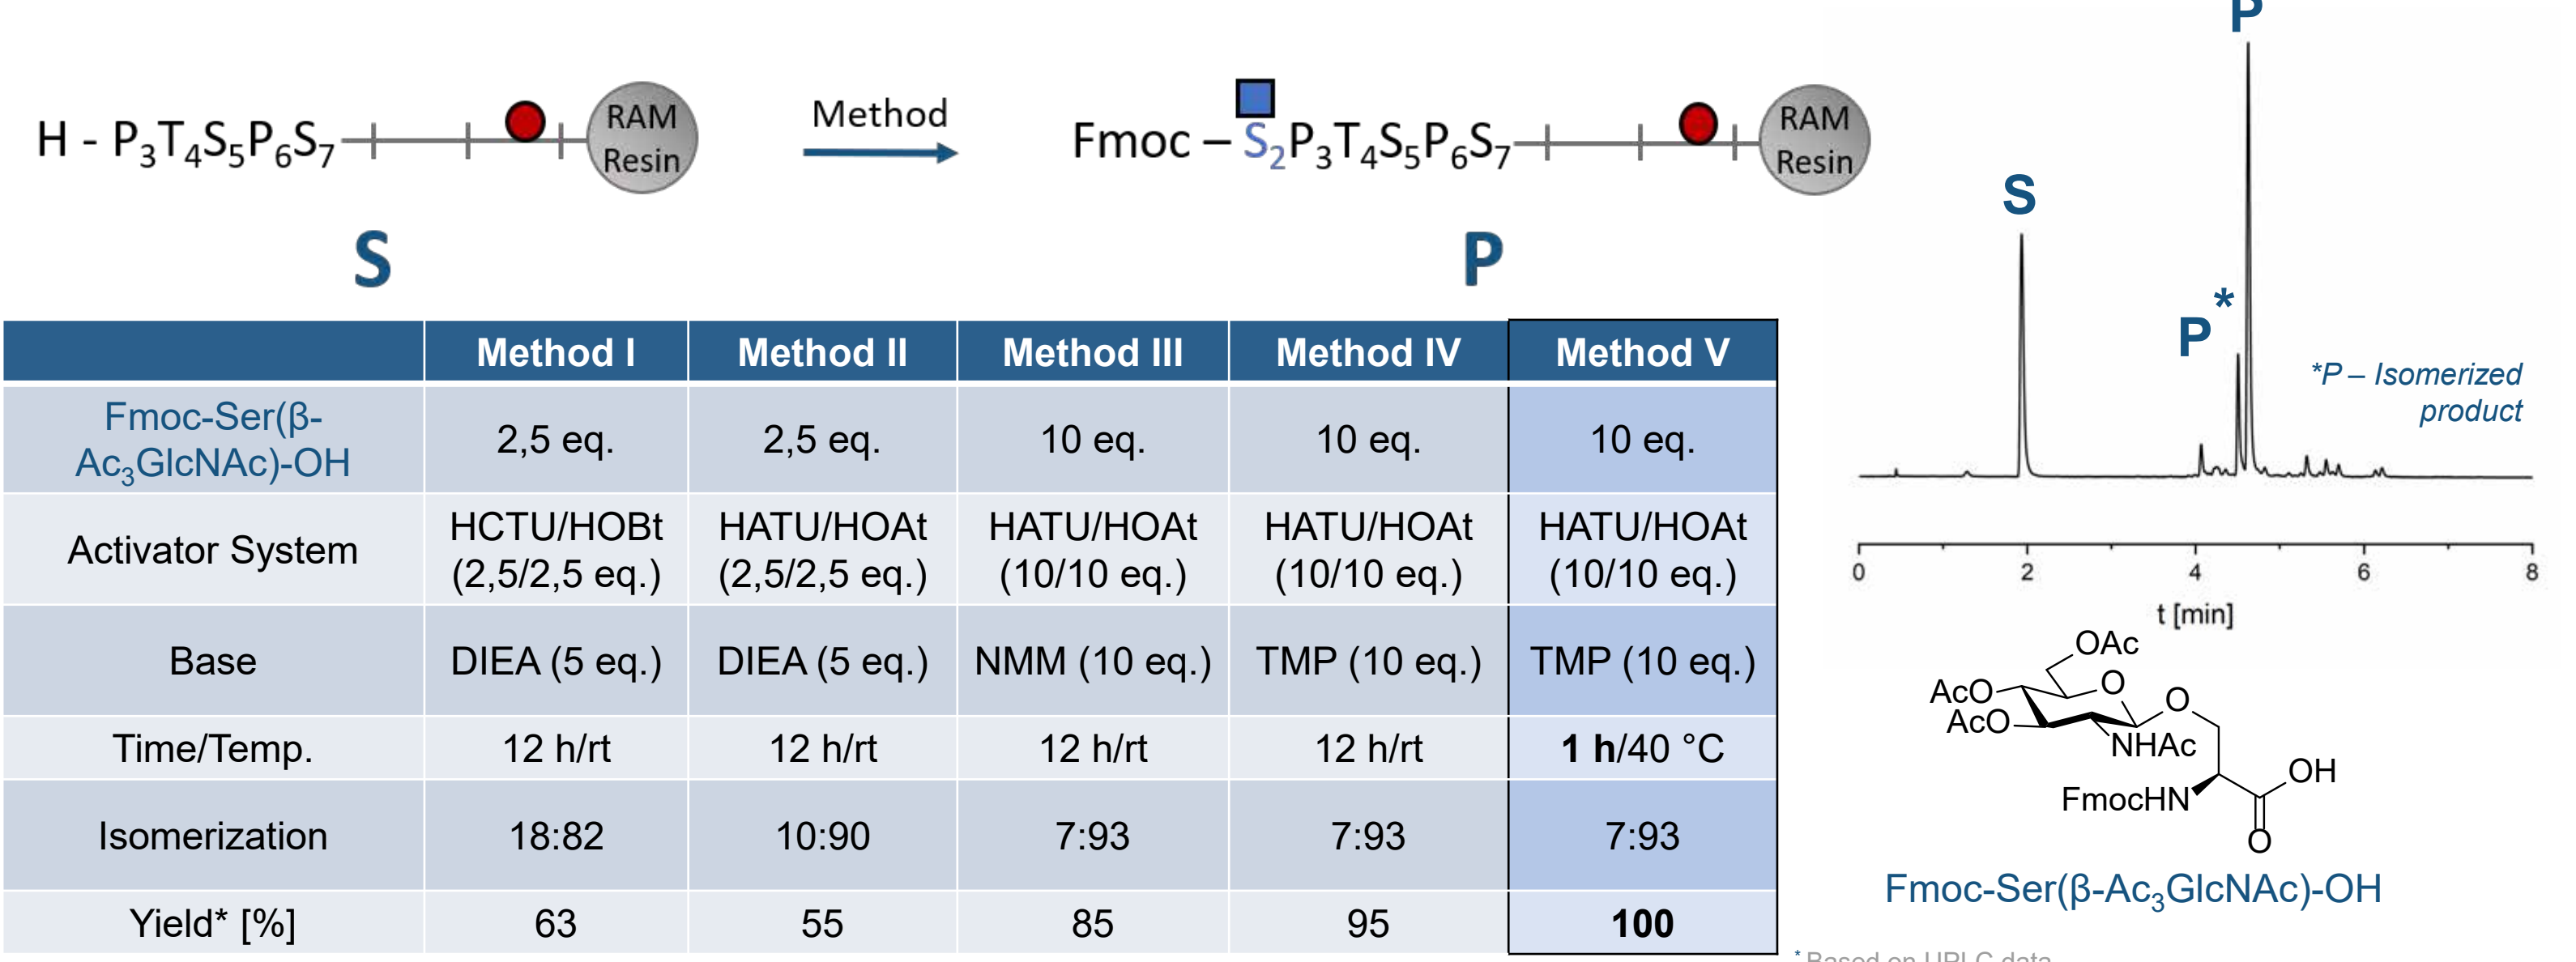 H - P₃T₄S₅P₆S₇
RAM
Resin
Method
Fmoc – S₂P₃T₄S₅P₆S₇
RAM
Resin
S
P
Method I Method II Method III Method IV Method V
Fmoc-Ser(β-
Ac₃GlcNAc)-OH 2,5 eq. 2,5 eq. 10 eq. 10 eq. 10 eq.
Activator System HCTU/HOBt HATU/HOAt HATU/HOAt HATU/HOAt HATU/HOAt
(2,5/2,5 eq.) (2,5/2,5 eq.) (10/10 eq.) (10/10 eq.) (10/10 eq.)
Base DIEA (5 eq.) DIEA (5 eq.) NMM (10 eq.) TMP (10 eq.) TMP (10 eq.)
Time/Temp. 12 h/rt 12 h/rt 12 h/rt 12 h/rt 1 h/40 °C
Isomerization 18:82 10:90 7:93 7:93 7:93
Yield* [%] 63 55 85 95 100
P
S
P*
*P – Isomerized
product
0 2 4 6 8
t [min]
OAc
AcO O O
AcO
NHAc
OH
FmocHN
O
Fmoc-Ser(β-Ac₃GlcNAc)-OH
* Based on UPLC data